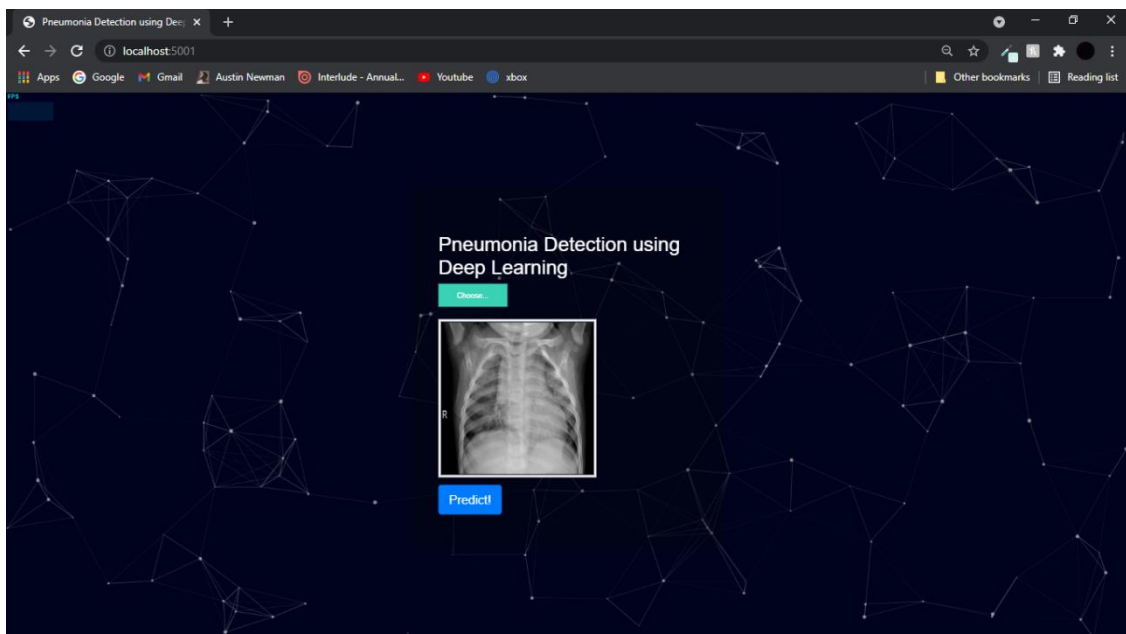 Pneumonia Detection using Dee
localhost:5001
Apps Google Gmail Austin Newman Interlude - Annual... Youtube xbox Other bookmarks Reading list
FPS
Pneumonia Detection using
Deep Learning
Choose...
R
Predict!